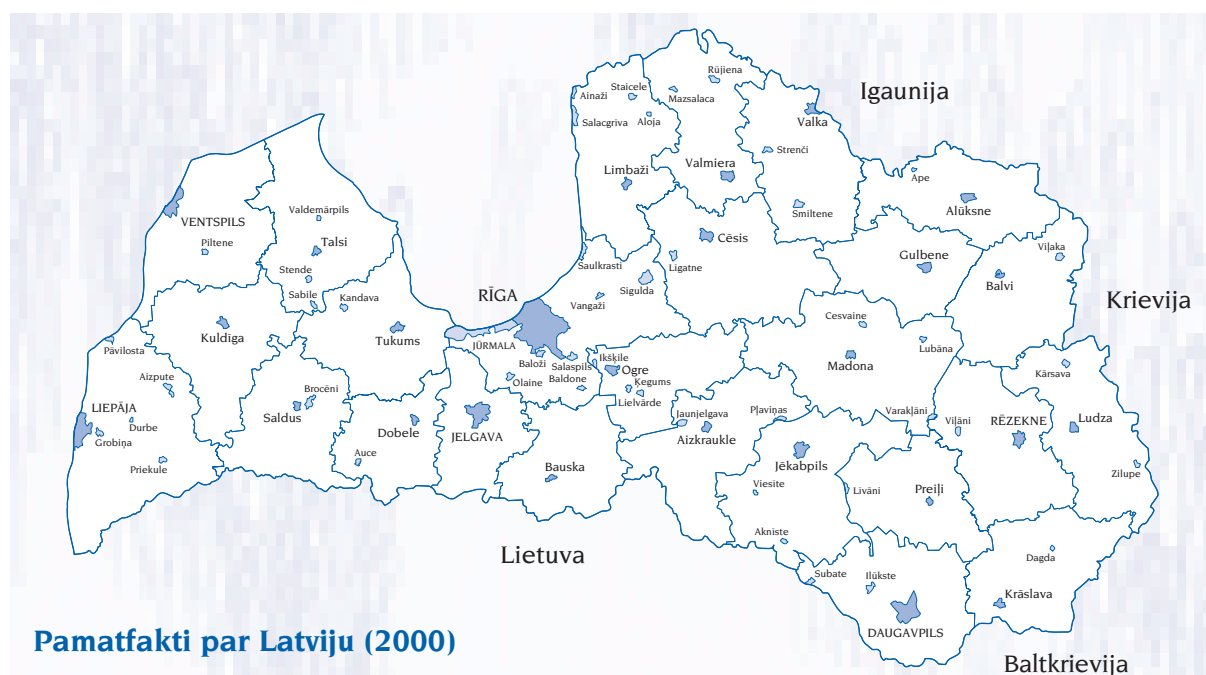 Rūjiena
Igaunija
Staicele
Ainaži
Mazsalaca
Salacgrīva
Aloja
Valka
Strenči
Valmiera
Limbaži
Ape
Alūksne
Smiltene
Valdemārpils
VENTSPILS
Cēsis
Talsi
Piltene
Viļaka
Līgatne
Gulbene
Saulkrasti
Balvi
Stende
Sigulda
Sabile
Kandava
RĪGA
Vangaži
Krievija
Cesvaine
Kuldīga
Tukums
Pāvilosta
JŪRMALA
Lubāna
Baloži
Salaspils
Ikšķile
Madona
Ogre
Kārsava
Aizpute
Olaine
Baldone
Ķegums
Brocēni
Lielvārde
LIEPĀJA
Saldus
Jaunjelgava
Pļaviņas
Varakļāni
Durbe
Dobele
JELGAVA
Viļāni
RĒZEKNE
Ludza
Grobiņa
Aizkraukle
Auce
Priekule
Bauska
Jēkabpils
Zilupe
Viesīte
Līvāni
Preiļi
Aknīste
Lietuva
Dagda
Subate
Ilūkste
Krāslava
DAUGAVPILS
Pamatfakti par Latviju (2000)
Baltkrievija